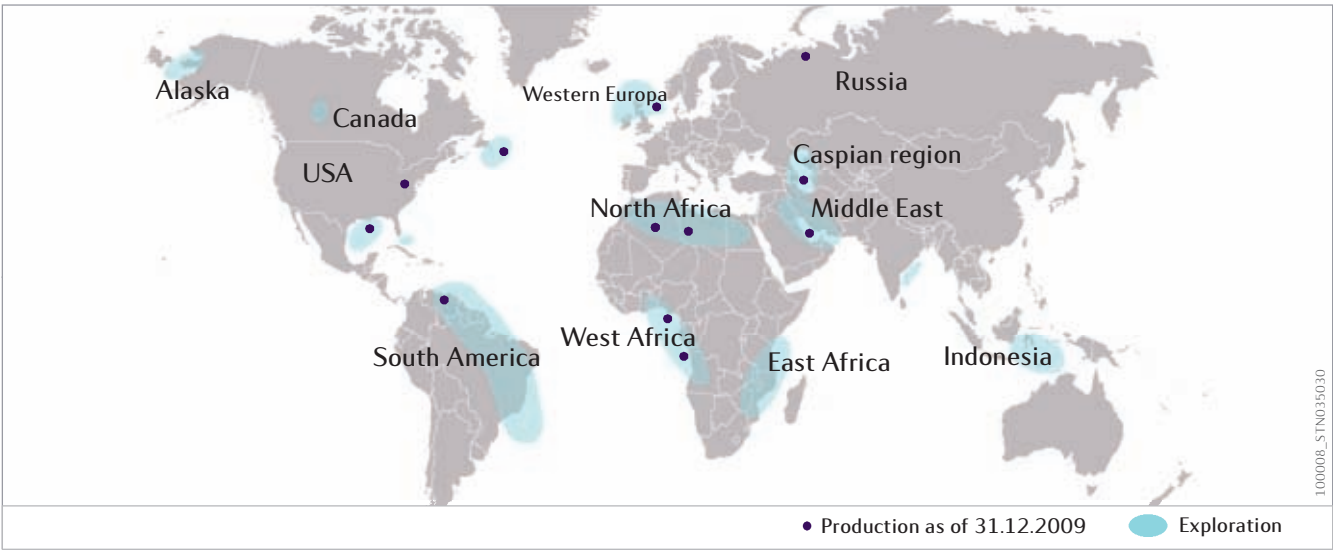 Russia
Alaska
Western Europa
Canada
Caspian region
USA
North Africa
Middle East
West Africa
South America
East Africa
Indonesia
100008_STN035030
Production as of 31.12.2009
Exploration